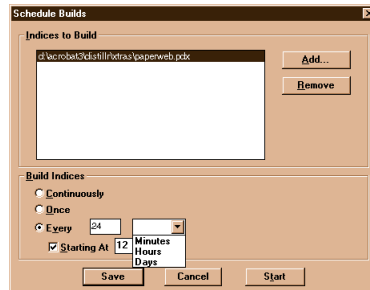 Schedule Builds
Indices to Build
d:\acrobat3\distillr\xtras\paperweb.pdx
Add...
Remove
Build Indices
Continuously
Once
Every 24
Starting At 12
Minutes
Hours
Days
Save Cancel Start